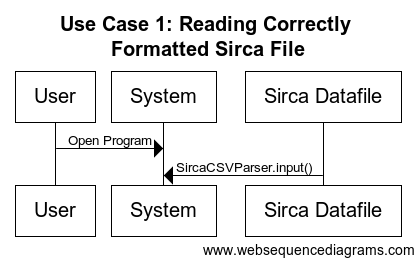 Use Case 1: Reading Correctly
Formatted Sirca File
User
System
Sirca Datafile
Open Program
SircaCSVParser.input()
User
System
Sirca Datafile
www.websequencediagrams.com